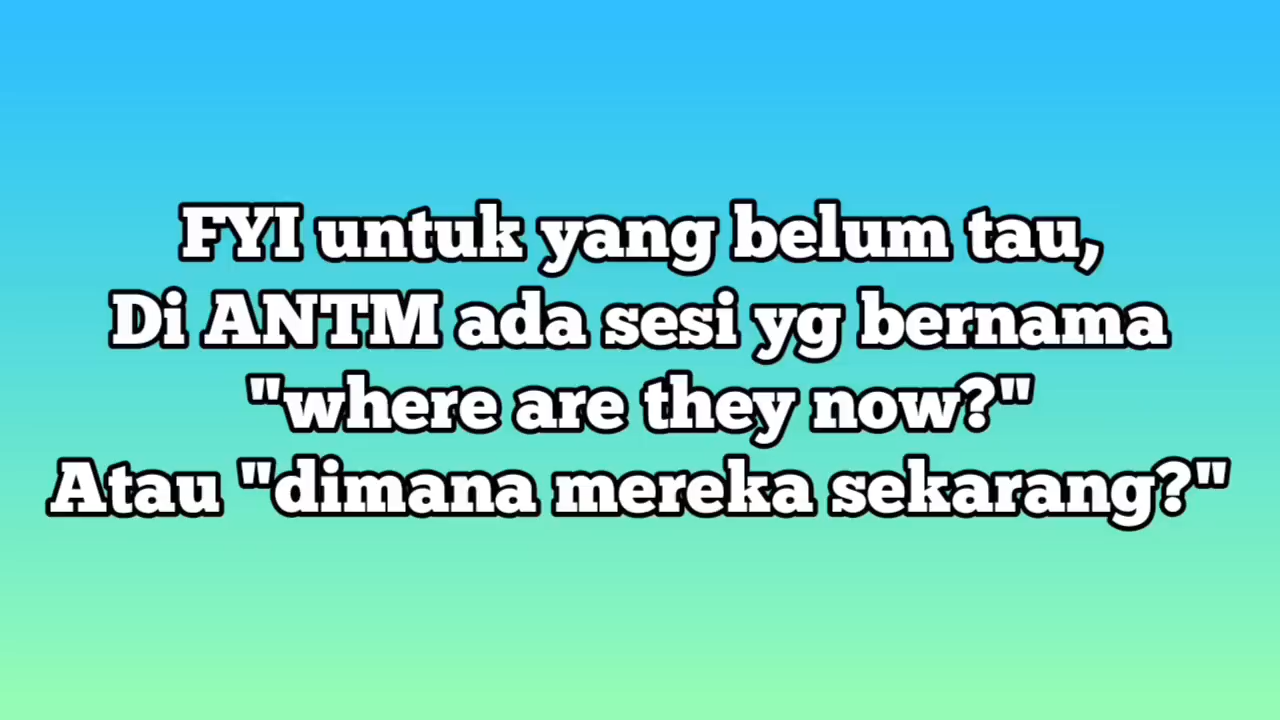 FYI untuk yang belum tau,
Di ANTM ada sesi yg bernama
"where are they now?"
Atau "dimana mereka sekarang?"